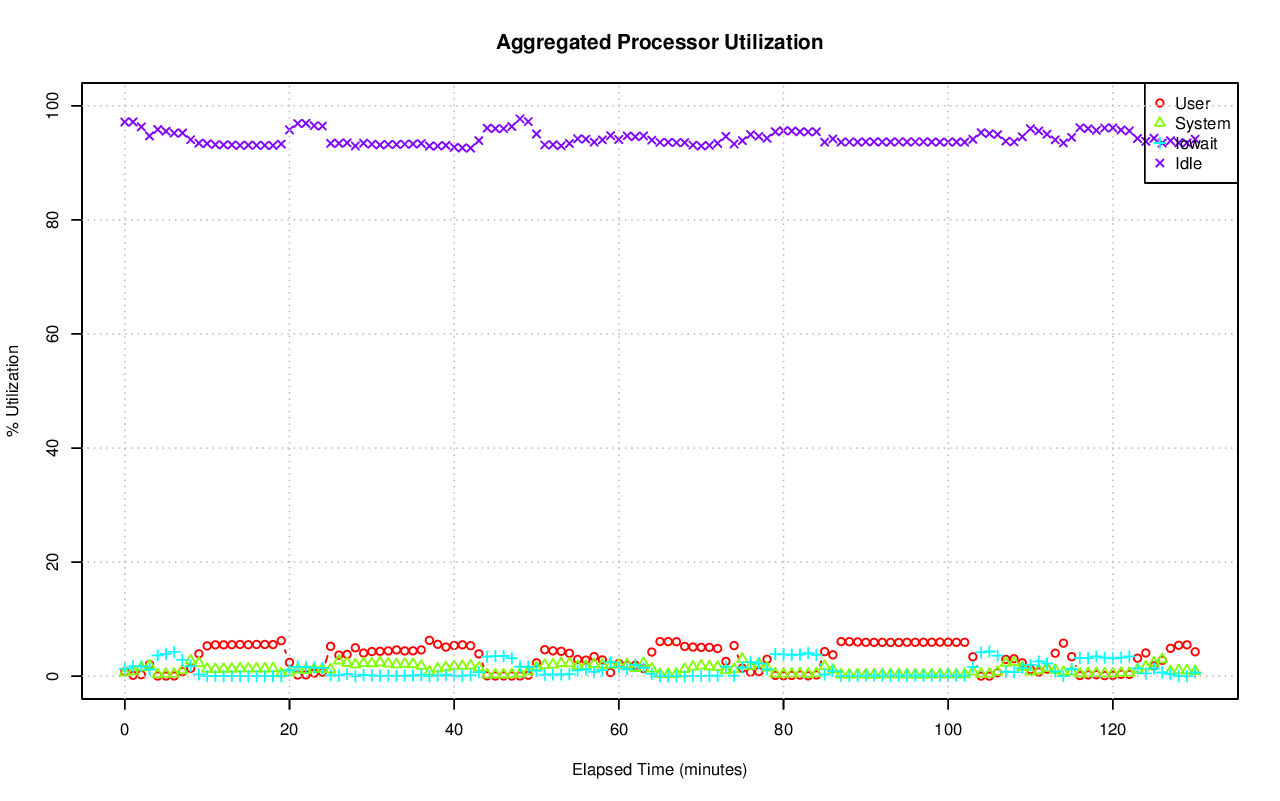 Aggregated Processor Utilization
100
80
60
40
20
0
% Utilization
User
System
Iowait
Idle
0 20 40 60 80 100 120
Elapsed Time (minutes)